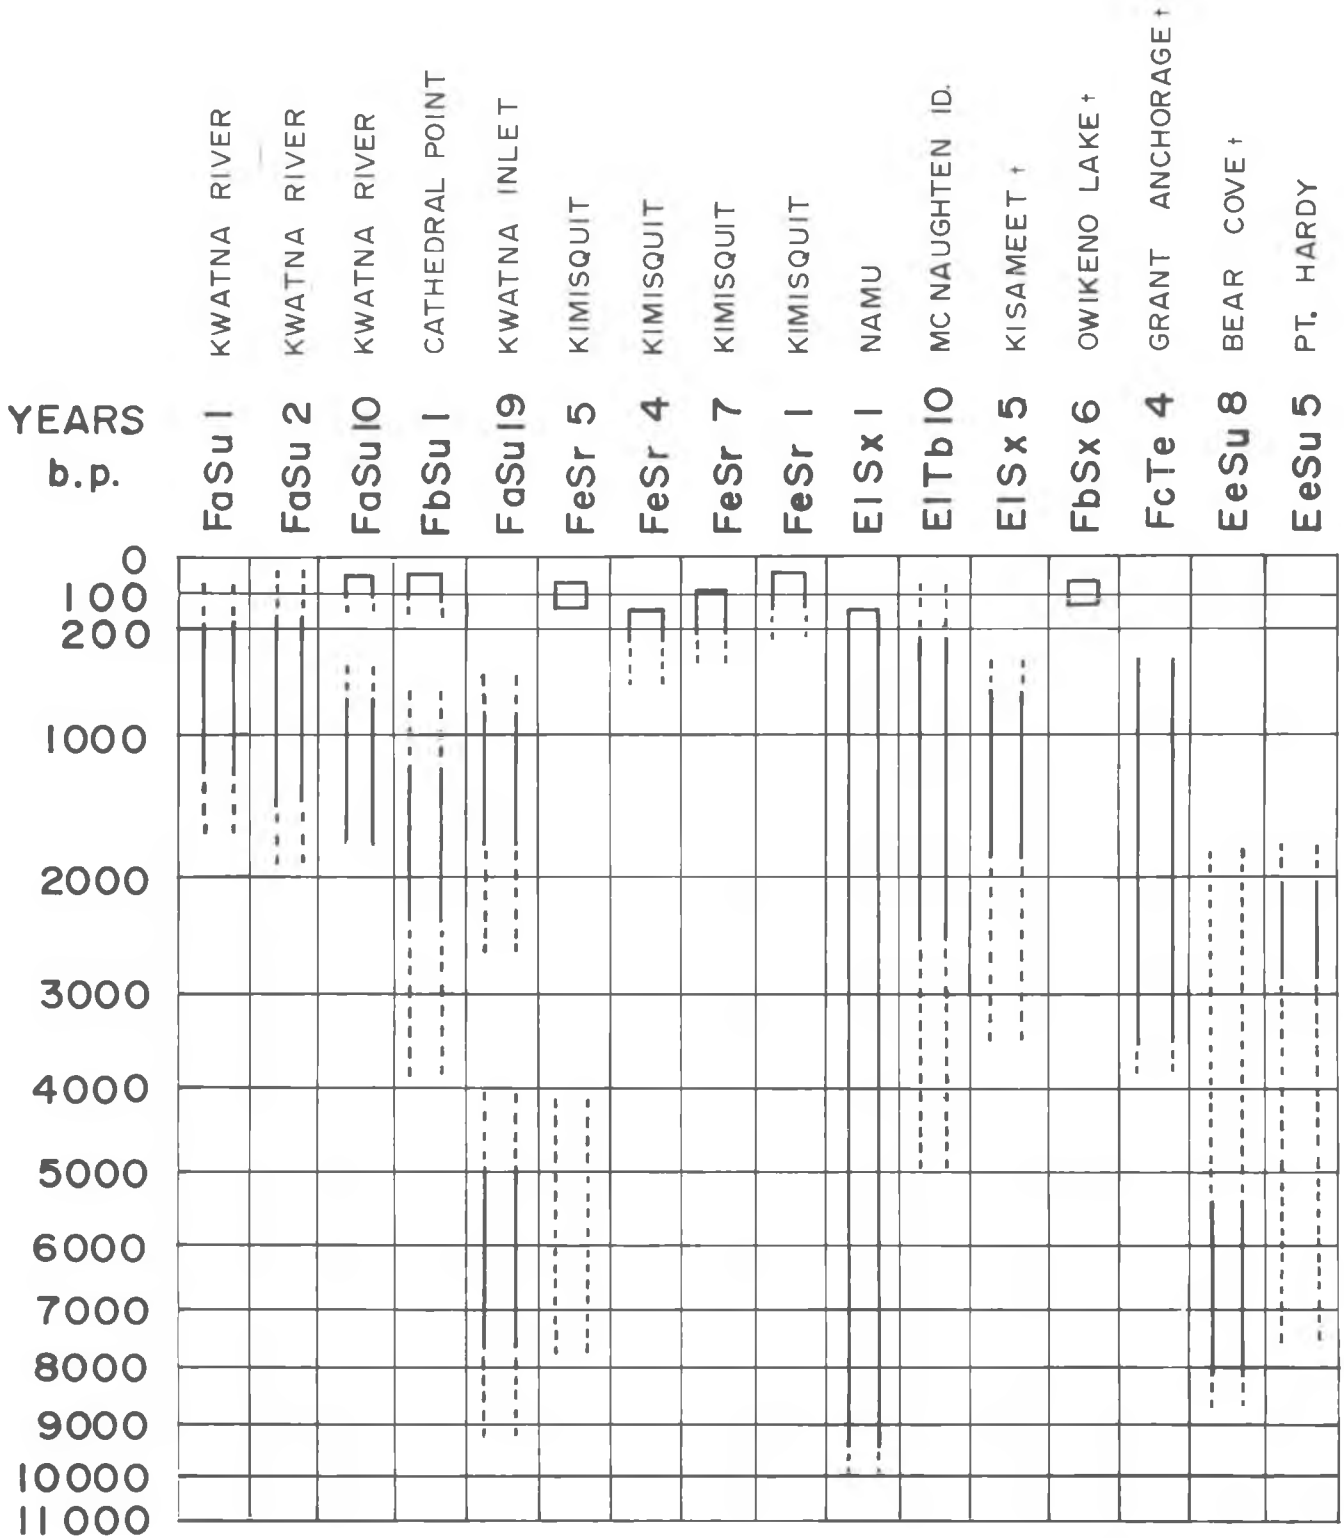 KWATNA RIVER
KWATNA RIVER
KWATNA RIVER
CATHEDRAL POINT
KWATNA INLET
KIMISQUIT
KIMISQUIT
KIMISQUIT
KIMISQUIT
NAMU
MC NAUGHTEN ID.
KISAMEET †
OWIKENO LAKE †
GRANT ANCHORAGE †
BEAR COVE †
PT. HARDY
YEARS
b.p.
FaSu 1
FaSu 2
FaSu 10
FbSu 1
FaSu 19
FeSr 5
FeSr 4
FeSr 7
FeSr 1
ElSx 1
ElTb 10
ElSx 5
FbSx 6
FcTe 4
EeSu 8
EeSu 5
0
100
200
1000
2000
3000
4000
5000
6000
7000
8000
9000
10000
11000